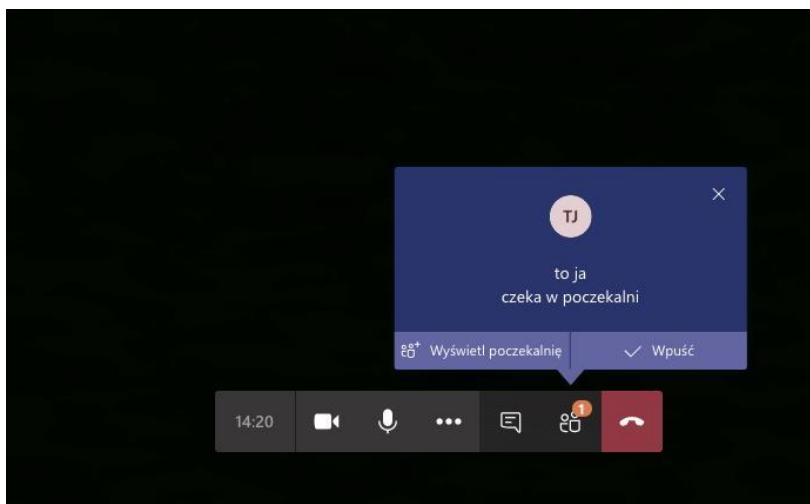 TJ
to ja
czeka w poczekalni
Wyświetl poczekalnię
Wpuść
1
14:20